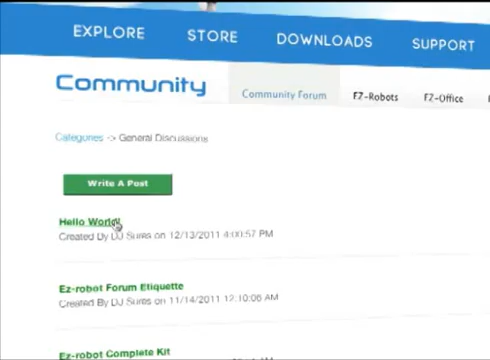 EXPLORE STORE DOWNLOADS SUPPORT
Community Community Forum EZ-Robots EZ-Office
Categories -> General Discussions
Write A Post
Hello World!
Created By DJ Sures on 12/13/2011 4:00:57 PM
Ez-robot Forum Etiquette
Created By DJ Sures on 11/14/2011 12:10:06 AM
Ez-robot Complete Kit